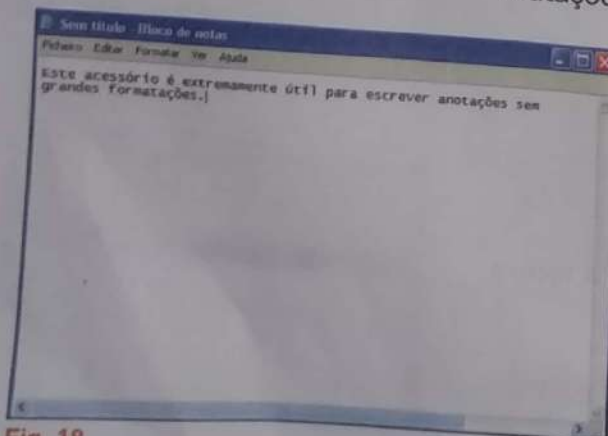 Sem título - Bloco de notas
Ficheiro Editar Formatar Ver Ajuda
Este acessório é extremamente útil para escrever anotações sem
grandes formatações.